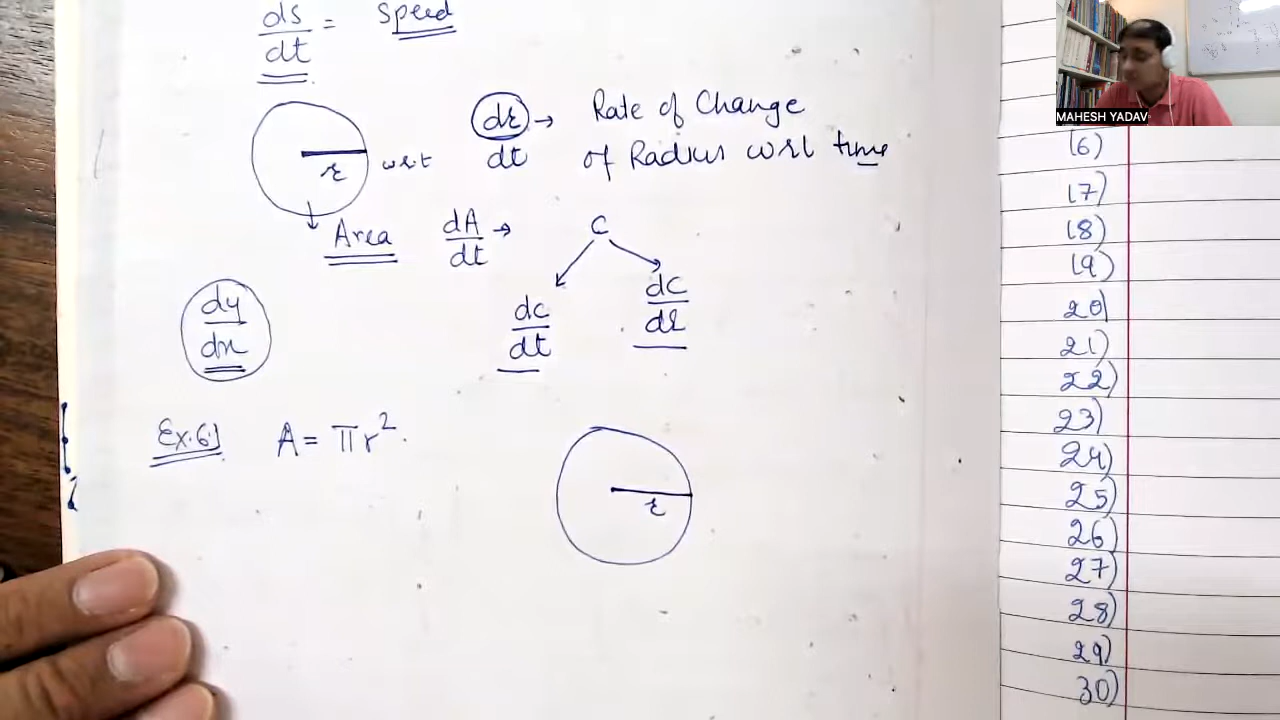 ds
dt
= speed
dr
dt
→ Rate of Change
of Radius wrt time
r
w.r.t
Area
dA
dt
→
C
dc
dt
dC
dr
dy
dx
Ex.6.1
A = πr².
r
MAHESH YADAV
16)
17)
18)
19)
20)
21)
22)
23)
24)
25)
26)
27)
28)
29)
30)